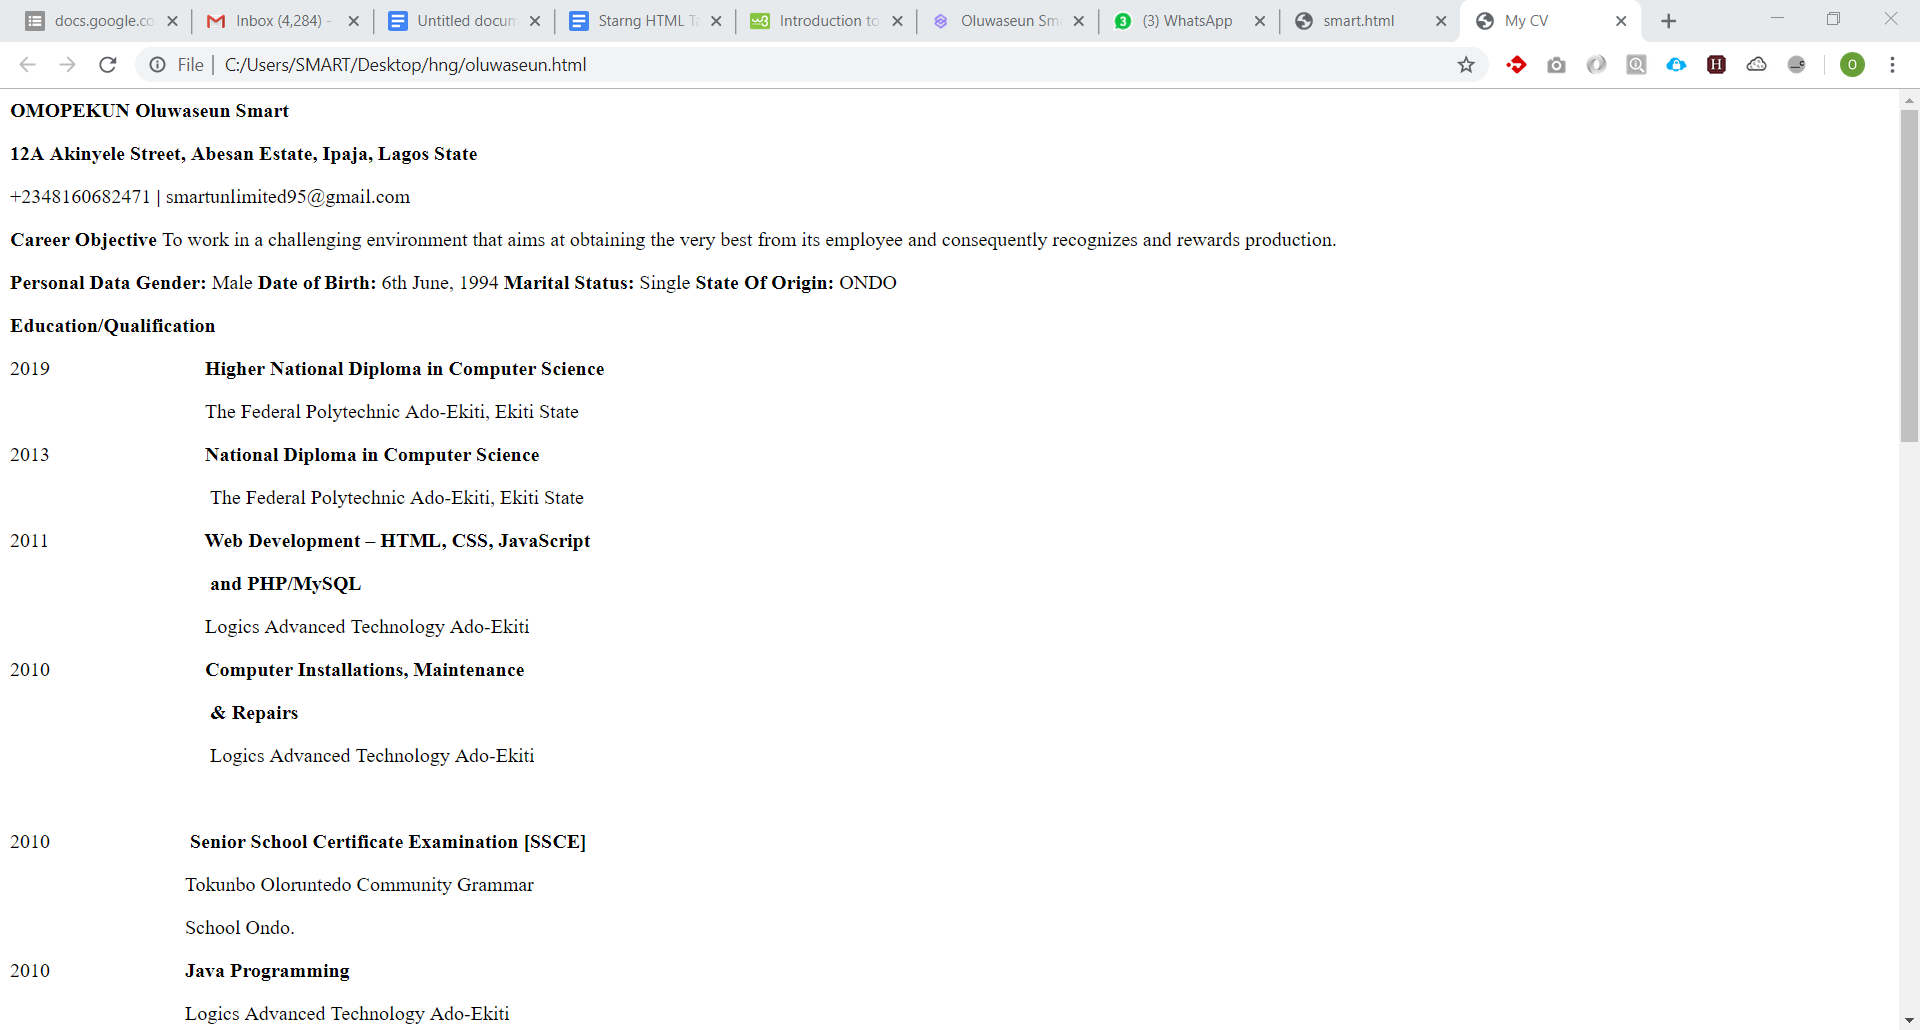 docs.google.co
Inbox (4,284) -
Untitled docum
Starng HTML Ta
Introduction to
Oluwaseun Sm
3
(3) WhatsApp
smart.html
My CV
File
C:/Users/SMART/Desktop/hng/oluwaseun.html
H
O
OMOPEKUN Oluwaseun Smart
12A Akinyele Street, Abesan Estate, Ipaja, Lagos State
+2348160682471 | smartunlimited95@gmail.com
Career Objective To work in a challenging environment that aims at obtaining the very best from its employee and consequently recognizes and rewards production.
Personal Data Gender: Male Date of Birth: 6th June, 1994 Marital Status: Single State Of Origin: ONDO
Education/Qualification
2019 Higher National Diploma in Computer Science
The Federal Polytechnic Ado-Ekiti, Ekiti State
2013 National Diploma in Computer Science
The Federal Polytechnic Ado-Ekiti, Ekiti State
2011 Web Development – HTML, CSS, JavaScript
and PHP/MySQL
Logics Advanced Technology Ado-Ekiti
2010 Computer Installations, Maintenance
& Repairs
Logics Advanced Technology Ado-Ekiti
2010 Senior School Certificate Examination [SSCE]
Tokunbo Oloruntedo Community Grammar
School Ondo.
2010 Java Programming
Logics Advanced Technology Ado-Ekiti